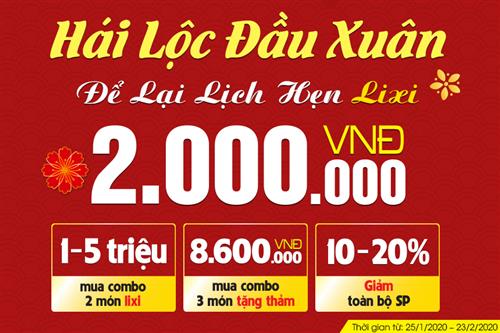 Hái Lộc Đầu Xuân
Để Lại Lịch Hẹn Lixi
2.000.000 VNĐ
1-5 triệu
mua combo
2 món lixi
8.600.000 VNĐ
mua combo
3 món tặng thảm
10-20%
Giảm
toàn bộ SP
Thời gian từ: 25/1/2020 – 23/2/2020